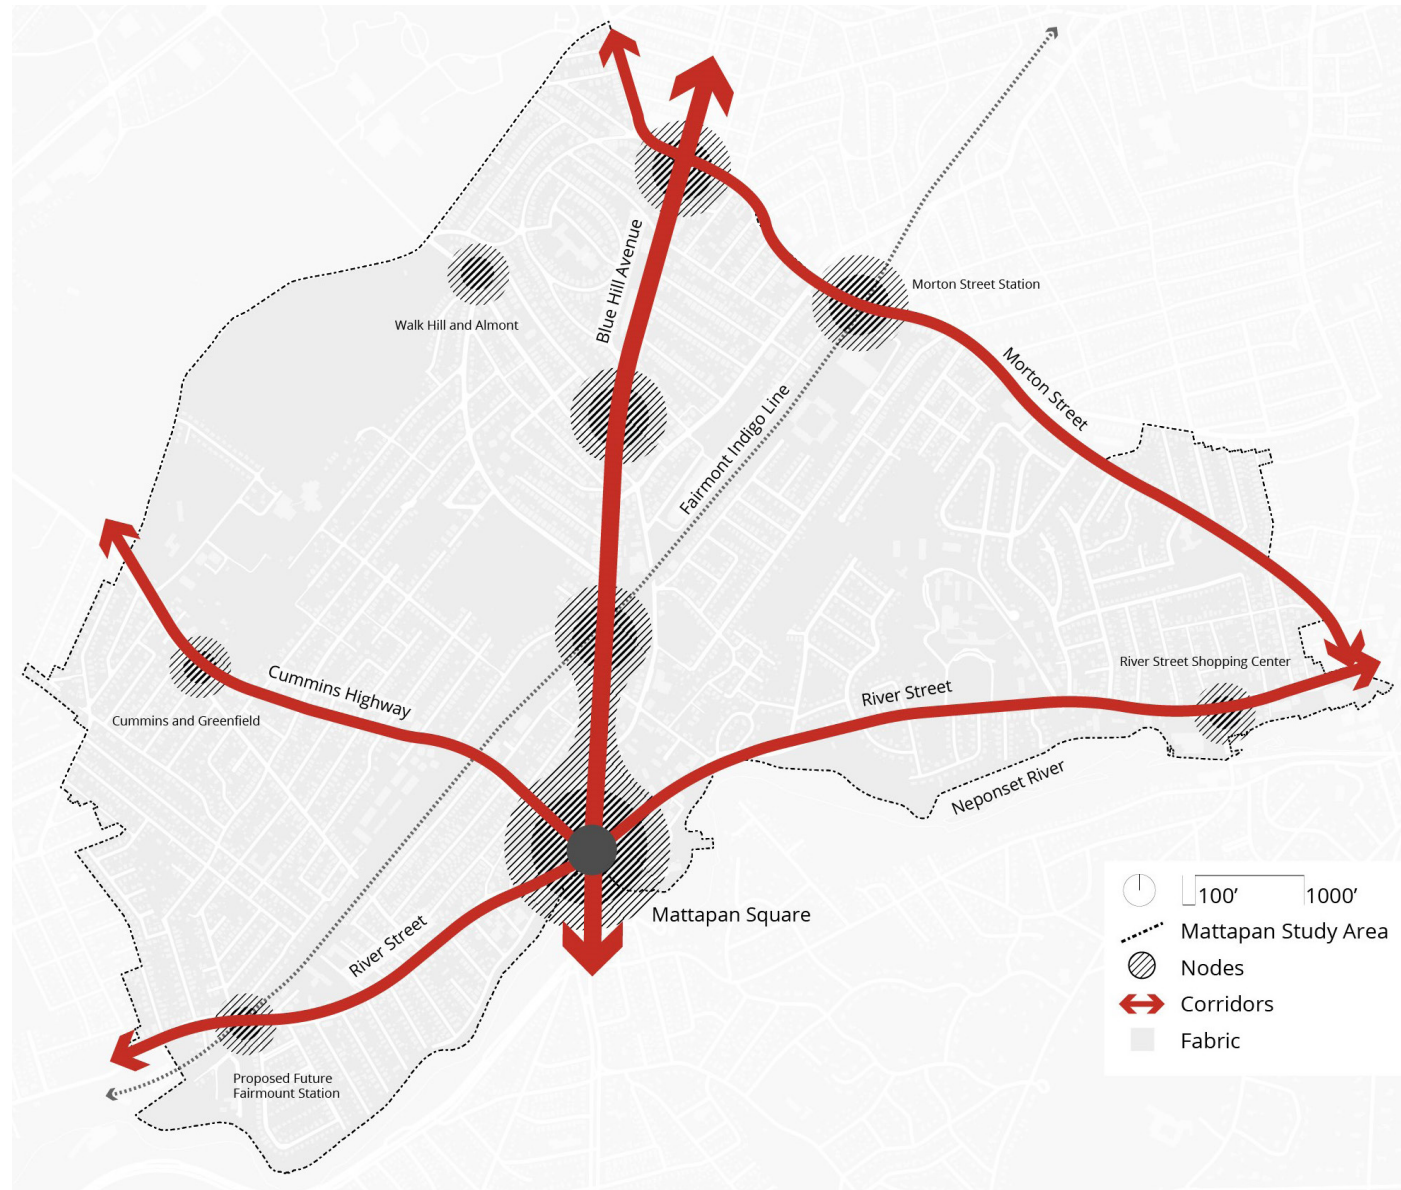 Blue Hill Avenue
Morton Street Station
Walk Hill and Almont
Morton Street
Fairmont Indigo Line
River Street Shopping Center
Cummins Highway
River Street
Cummins and Greenfield
Neponset River
Mattapan Square
River Street
Proposed Future
Fairmount Station
100’ 1000’
Mattapan Study Area
Nodes
Corridors
Fabric